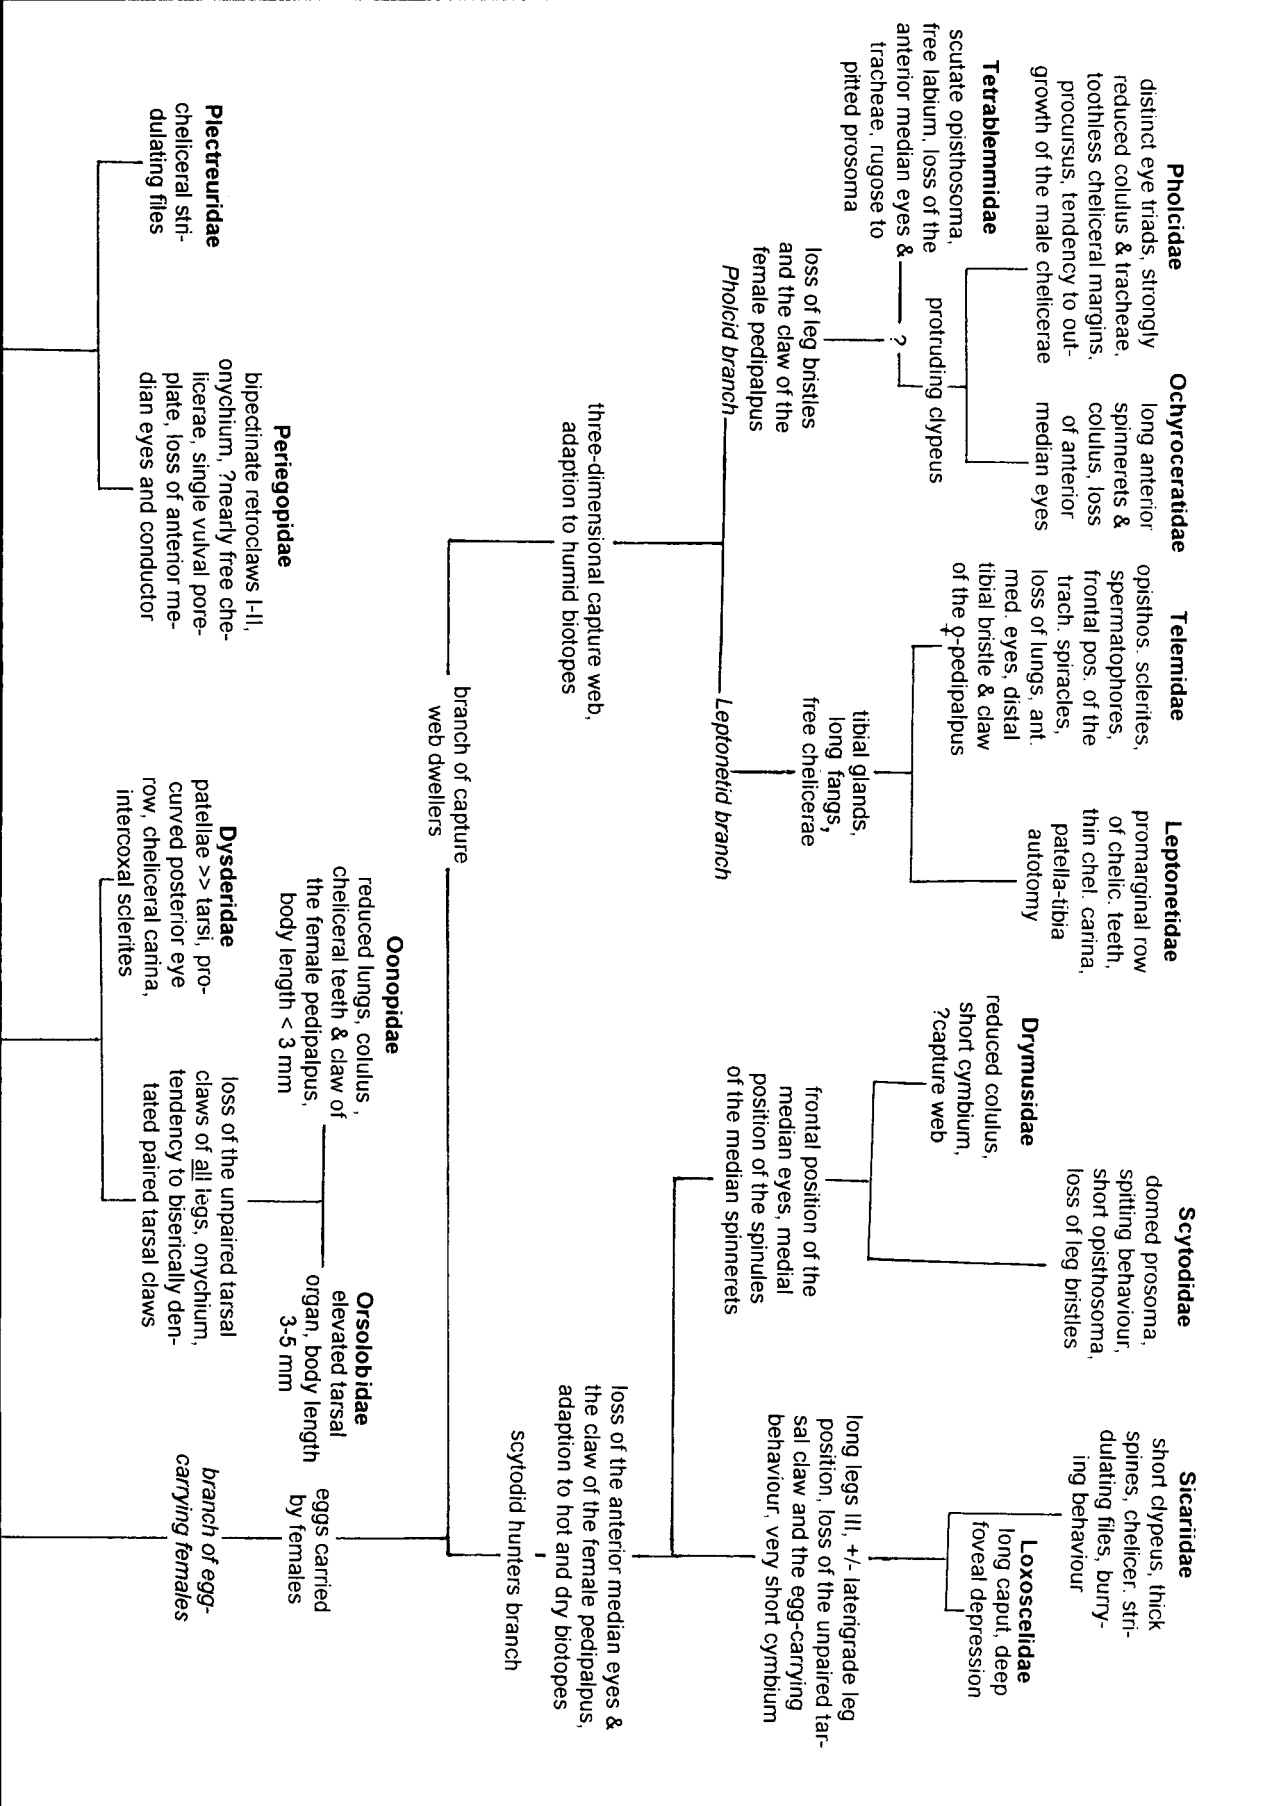 Pholcidae
distinct eye triads, strongly
reduced colulus & tracheae,
toothless cheliceral margins,
procursus, tendency to out-
growth of the male chelicerae
Ochyroceratidae
long anterior
spinnerets &
colulus, loss
of anterior
median eyes
Telemidae
opisthos. sclerites,
spermatophores,
frontal pos. of the
trach. spiracles,
loss of lungs, ant.
med. eyes, distal
tibial bristle & claw
of the ♀-pedipalpus
Leptonetidae
promarginal row
of chelic. teeth,
thin chel. carina,
patella-tibia
autotomy
Tetrablemmidae
scutate opisthosoma,
free labium, loss of the
anterior median eyes &
tracheae, rugose to
pitted prosoma
protruding clypeus
?
loss of leg bristles
and the claw of the
female pedipalpus
Pholcid branch
tibial glands,
long fangs,
free chelicerae
Leptonetid branch
three-dimensional capture web,
adaption to humid biotopes
branch of capture
web dwellers
Scytodidae
domed prosoma,
spitting behaviour,
short opisthosoma,
loss of leg bristles
Drymusidae
reduced colulus,
short cymbium,
?capture web
frontal position of the
median eyes, medial
position of the spinules
of the median spinnerets
Sicariidae
short clypeus, thick
spines, chelicer. stri-
dulating files, burry-
ing behaviour
Loxoscelidae
long caput, deep
foveal depression
long legs III, +/- laterigrade leg
position, loss of the unpaired tar-
sal claw and the egg-carrying
behaviour, very short cymbium
loss of the anterior median eyes &
the claw of the female pedipalpus,
adaption to hot and dry biotopes
scytodid hunters branch
Plectreuridae
cheliceral stri-
dulating files
Periegopidae
bipectinate retroclaws I-II,
onychium, ?nearly free che-
licerae, single vulval pore-
plate, loss of anterior me-
dian eyes and conductor
Oonopidae
reduced lungs, colulus ,
cheliceral teeth & claw of
the female pedipalpus,
body length < 3 mm
Orsolobidae
elevated tarsal
organ, body length
3-5 mm
Dysderidae
patellae >> tarsi, pro-
curved posterior eye
row, cheliceral carina,
intercoxal sclerites
loss of the unpaired tarsal
claws of all legs, onychium,
tendency to biserically den-
tated paired tarsal claws
eggs carried
by females
branch of egg-
carrying females